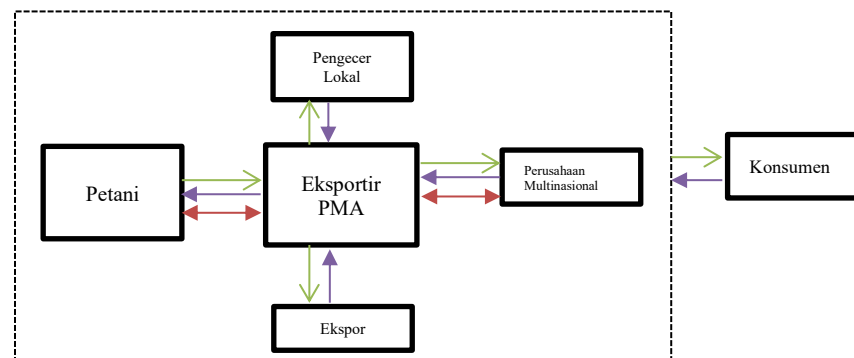 Pengecer
Lokal
Petani
Eksportir
PMA
Perusahaan
Multinasional
Konsumen
Ekspor